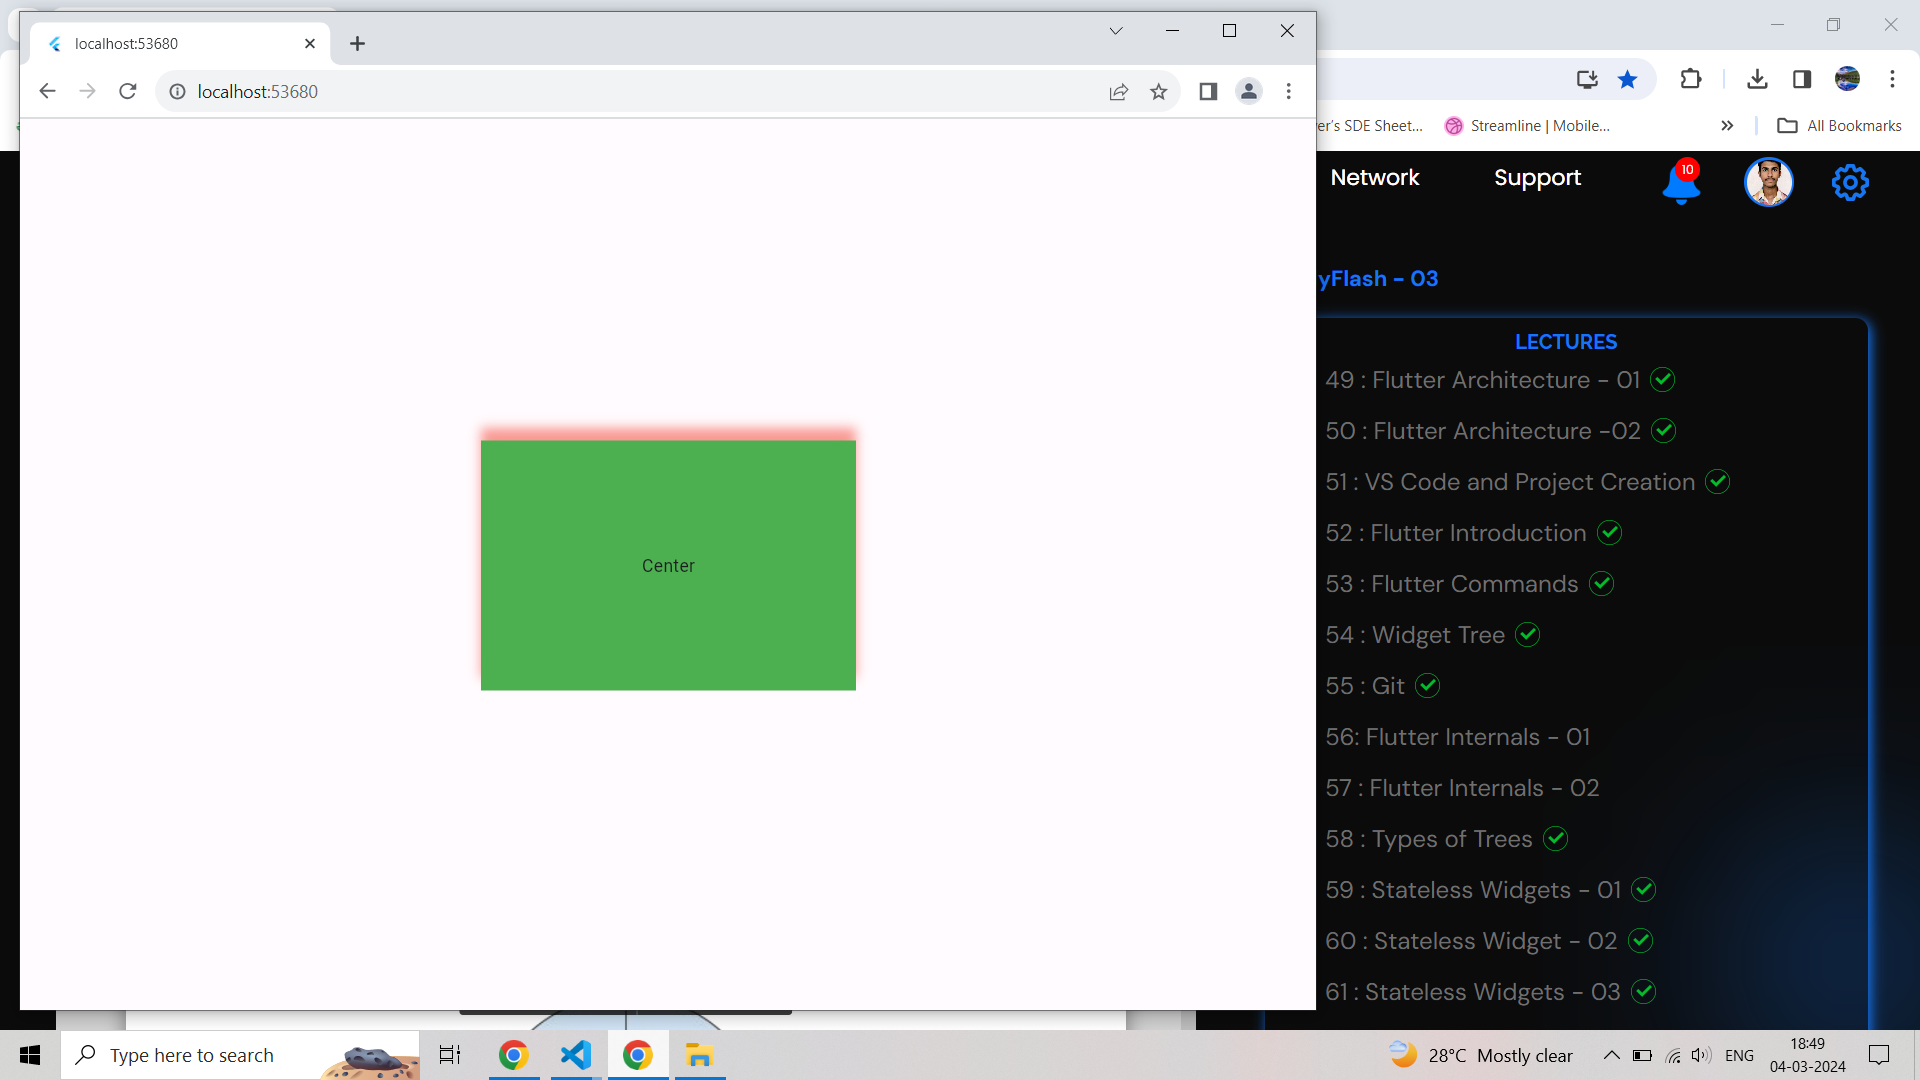 localhost:53680
localhost:53680
er's SDE Sheet...
Streamline | Mobile...
All Bookmarks
Network
Support
10
yFlash - 03
LECTURES
49 : Flutter Architecture - 01
50 : Flutter Architecture -02
51 : VS Code and Project Creation
52 : Flutter Introduction
53 : Flutter Commands
54 : Widget Tree
55 : Git
56: Flutter Internals - 01
57 : Flutter Internals - 02
58 : Types of Trees
59 : Stateless Widgets - 01
60 : Stateless Widget - 02
61 : Stateless Widgets - 03
Center
Type here to search
28°C Mostly clear
ENG
18:49
04-03-2024